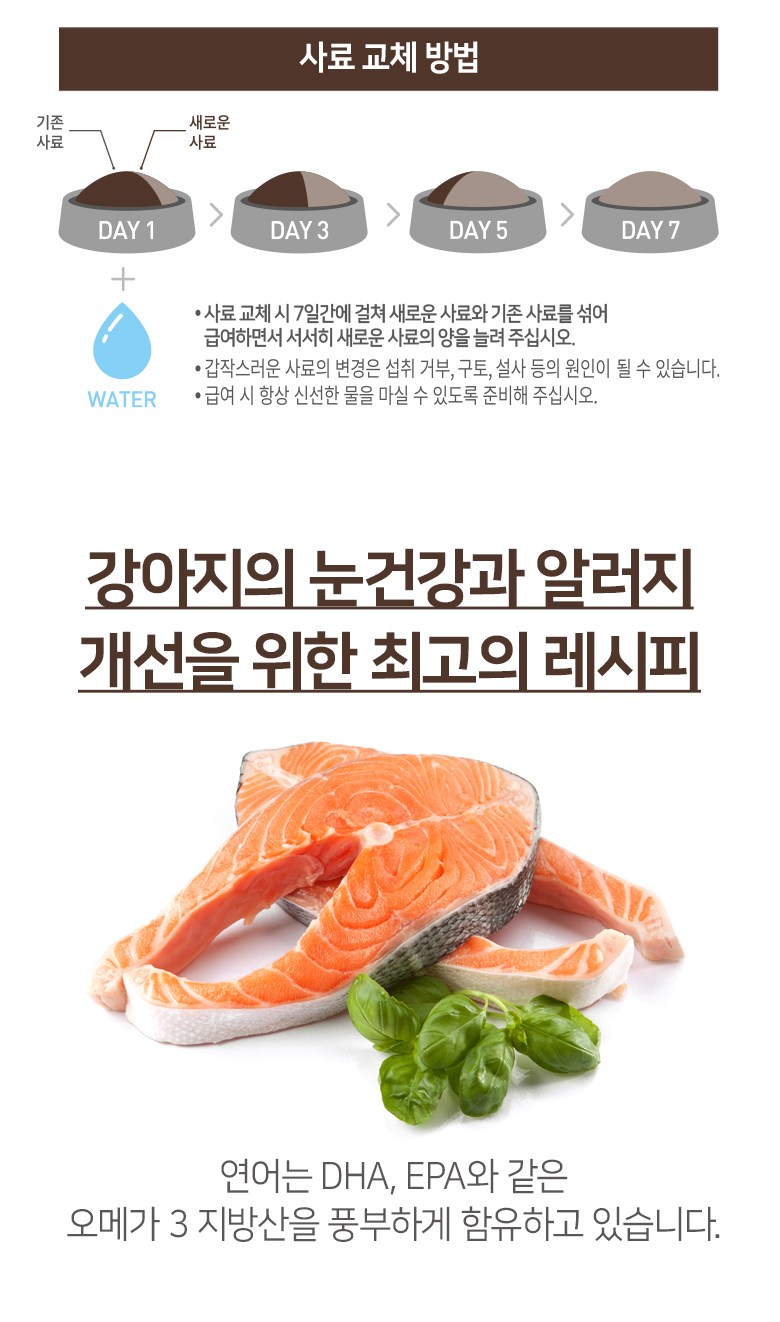 사료 교체 방법
기존
사료
새로운
사료
DAY 1
DAY 3
DAY 5
DAY 7
WATER
• 사료 교체 시 7일간에 걸쳐 새로운 사료와 기존 사료를 섞어
급여하면서 서서히 새로운 사료의 양을 늘려 주십시오.
• 갑작스러운 사료의 변경은 섭취 거부, 구토, 설사 등의 원인이 될 수 있습니다.
• 급여 시 항상 신선한 물을 마실 수 있도록 준비해 주십시오.
강아지의 눈건강과 알러지
개선을 위한 최고의 레시피
연어는 DHA, EPA와 같은
오메가 3 지방산을 풍부하게 함유하고 있습니다.